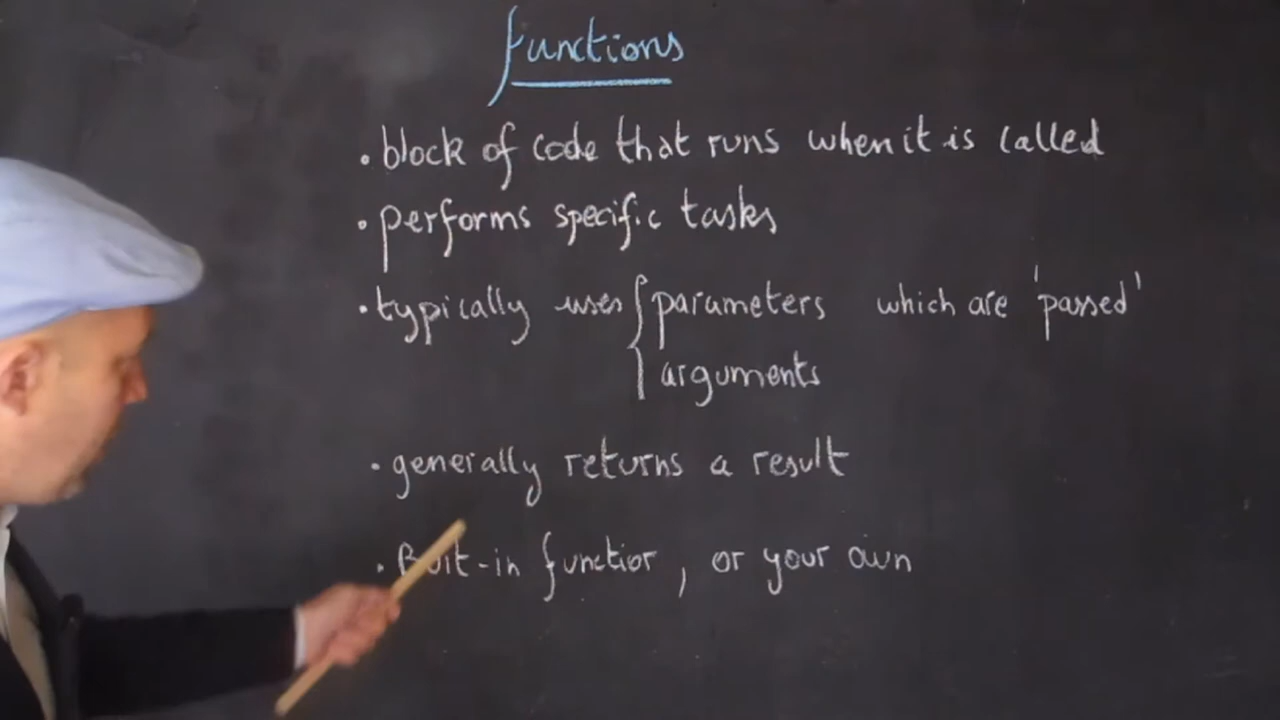 functions
• block of code that runs when it is called
• performs specific tasks
• typically uses { parameters which are 'passed'
arguments
• generally returns a result
• Built-in function, or your own